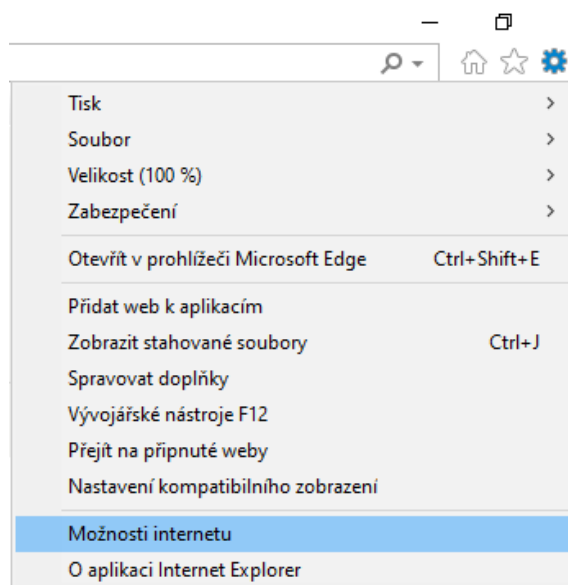 Tisk
Soubor
Velikost (100 %)
Zabezpečení
Otevřít v prohlížeči Microsoft Edge Ctrl+Shift+E
Přidat web k aplikacím
Zobrazit stahované soubory Ctrl+J
Spravovat doplňky
Vývojářské nástroje F12
Přejít na připnuté weby
Nastavení kompatibilního zobrazení
Možnosti internetu
O aplikaci Internet Explorer